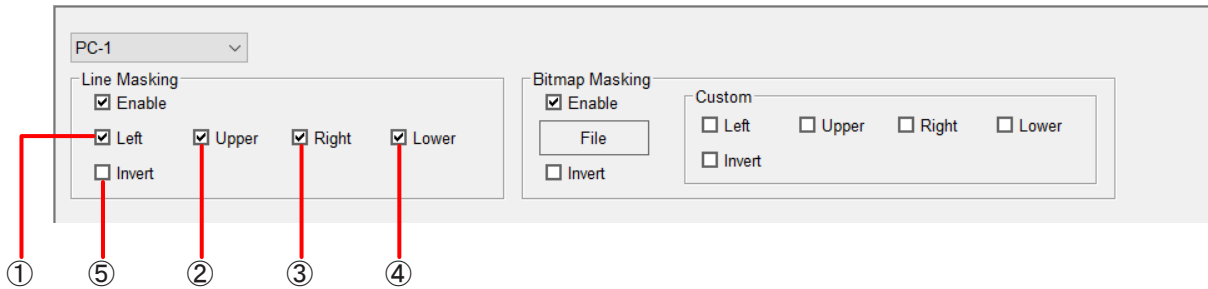 PC-1
Line Masking
Enable
Left Upper Right Lower
Invert
Bitmap Masking
Enable
File
Invert
Custom
Left Upper Right Lower
Invert
① ⑤ ② ③ ④